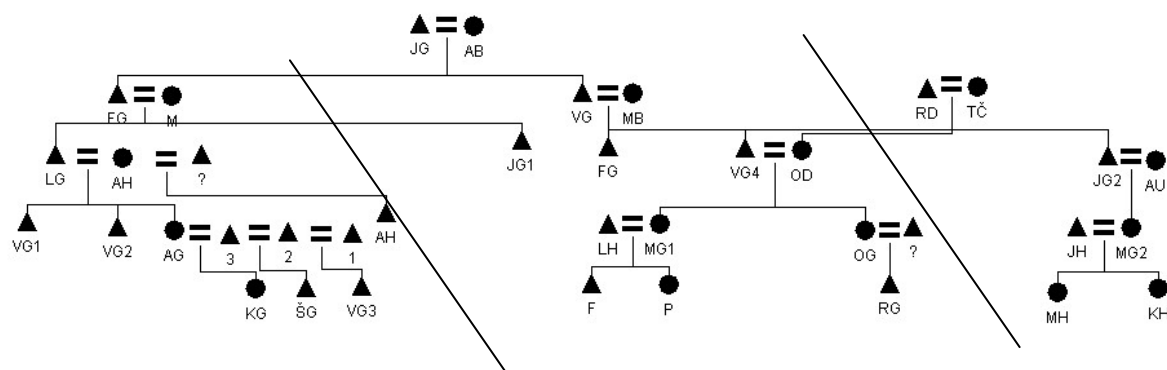 JG AB
FG M VG MB RD TČ
LG AH ? JG1 FG VG4 OD JG2 AU
VG1 VG2 AG 3 2 1 AH LH MG1 OG ? JH MG2
KG ŠG VG3 F P RG MH KH